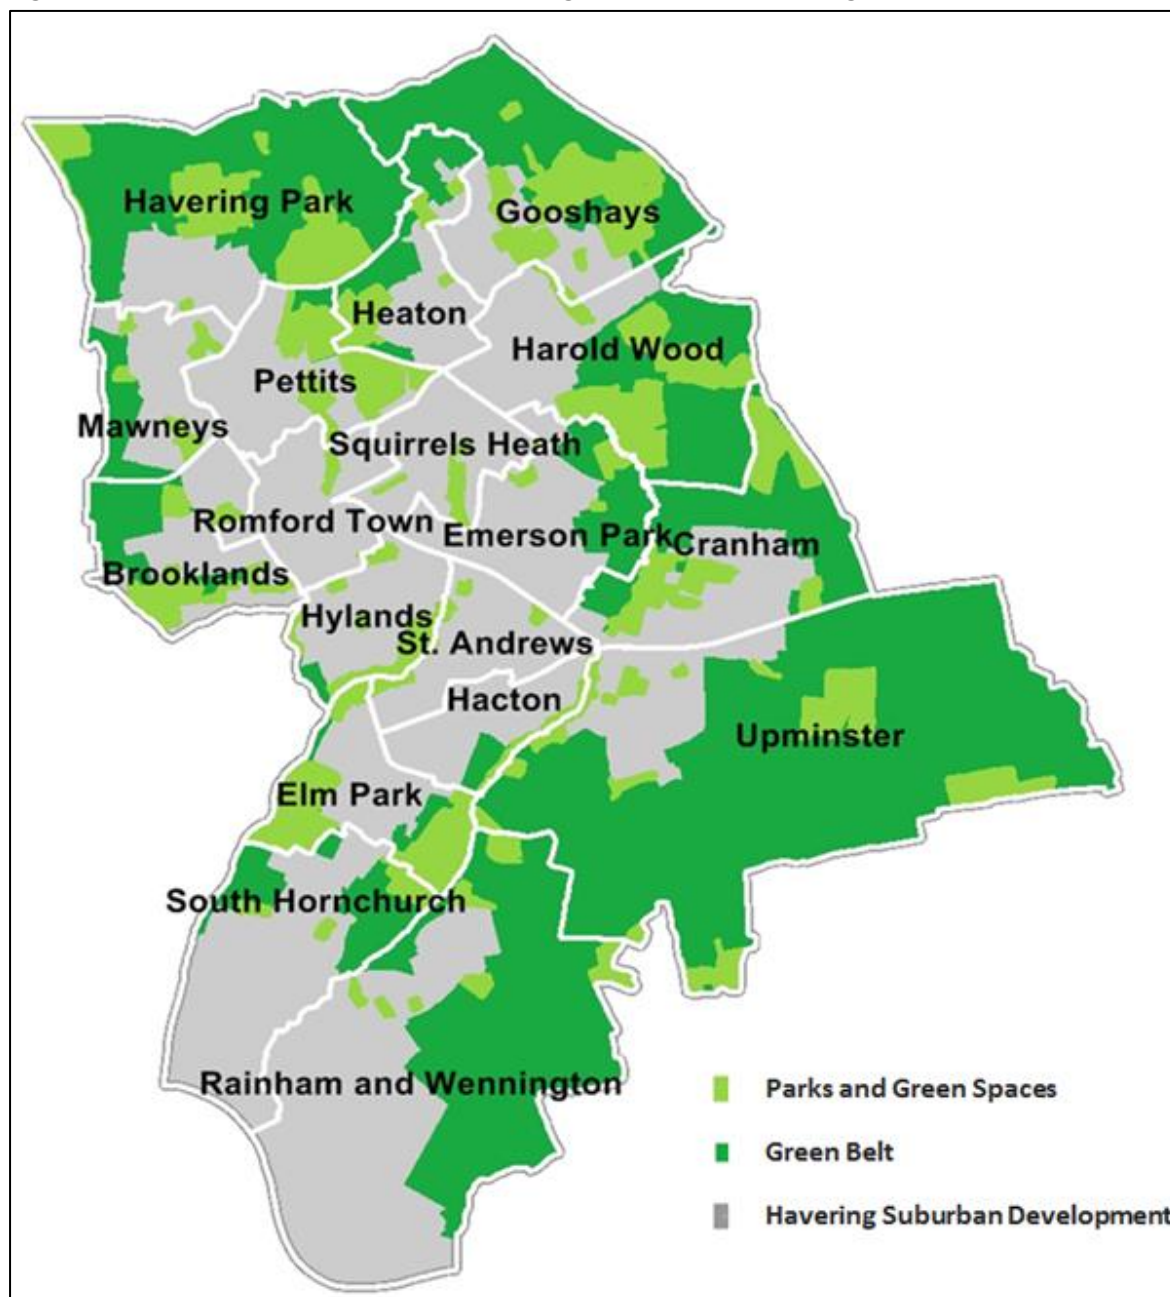 Havering Park
Gooshays
Heaton
Harold Wood
Pettits
Mawneys
Squirrels Heath
Romford Town
Emerson Park
Cranham
Brooklands
Hylands
St. Andrews
Hacton
Upminster
Elm Park
South Hornchurch
Rainham and Wennington
Parks and Green Spaces
Green Belt
Havering Suburban Development